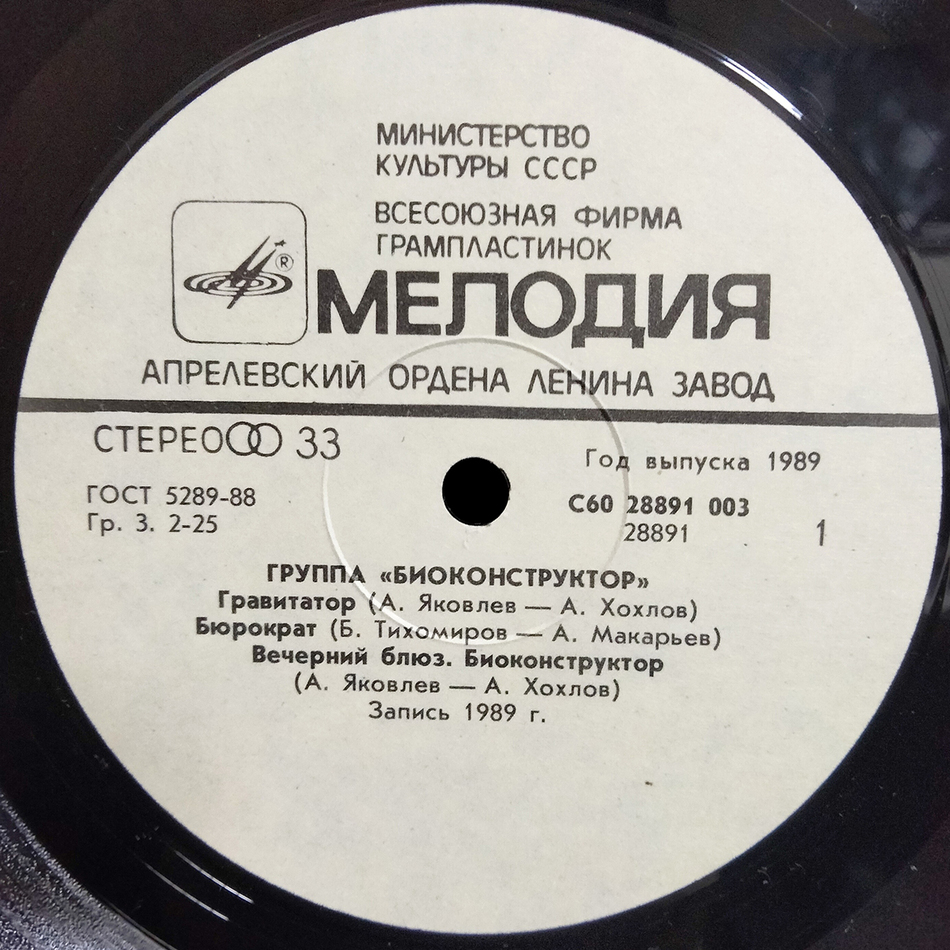 МИНИСТЕРСТВО
КУЛЬТУРЫ СССР
ВСЕСОЮЗНАЯ ФИРМА
ГРАМПЛАСТИНОК
®
МЕЛОДИЯ
АПРЕЛЕВСКИЙ ОРДЕНА ЛЕНИНА ЗАВОД
СТЕРЕО 33
Год выпуска 1989
ГОСТ 5289-88
С60 28891 003
Гр. 3. 2-25
28891
1
ГРУППА «БИОКОНСТРУКТОР»
Гравитатор (А. Яковлев — А. Хохлов)
Бюрократ (Б. Тихомиров — А. Макарьев)
Вечерний блюз. Биоконструктор
(А. Яковлев — А. Хохлов)
Запись 1989 г.